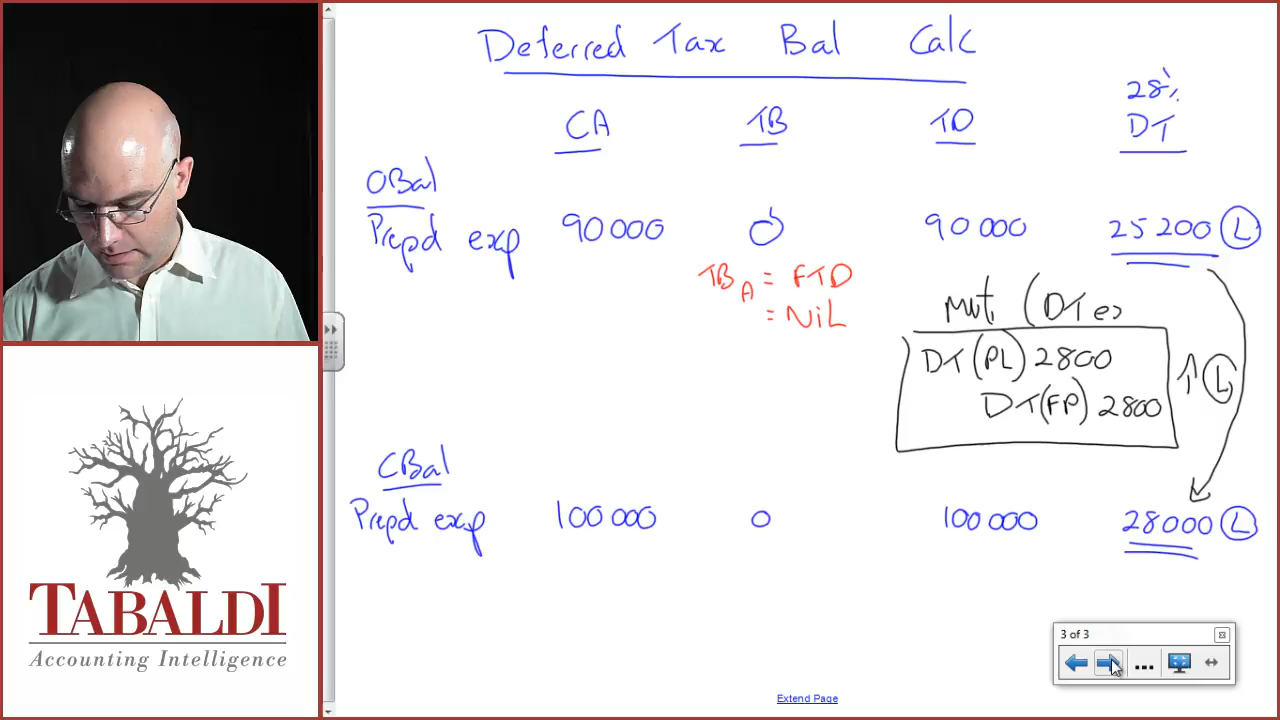 Deferred Tax Bal Calc
28%
CA TB TD DT
OBal
Prepd exp 90 000 0 90 000 25 200 L
TB A = FTD
= NiL
mvt (DT ex
DT (PL) 2800
DT (FP) 2800
↑ L
CBal
Prepd exp 100 000 0 100 000 28000 L
TABALDI
Accounting Intelligence
3 of 3
...
Extend Page